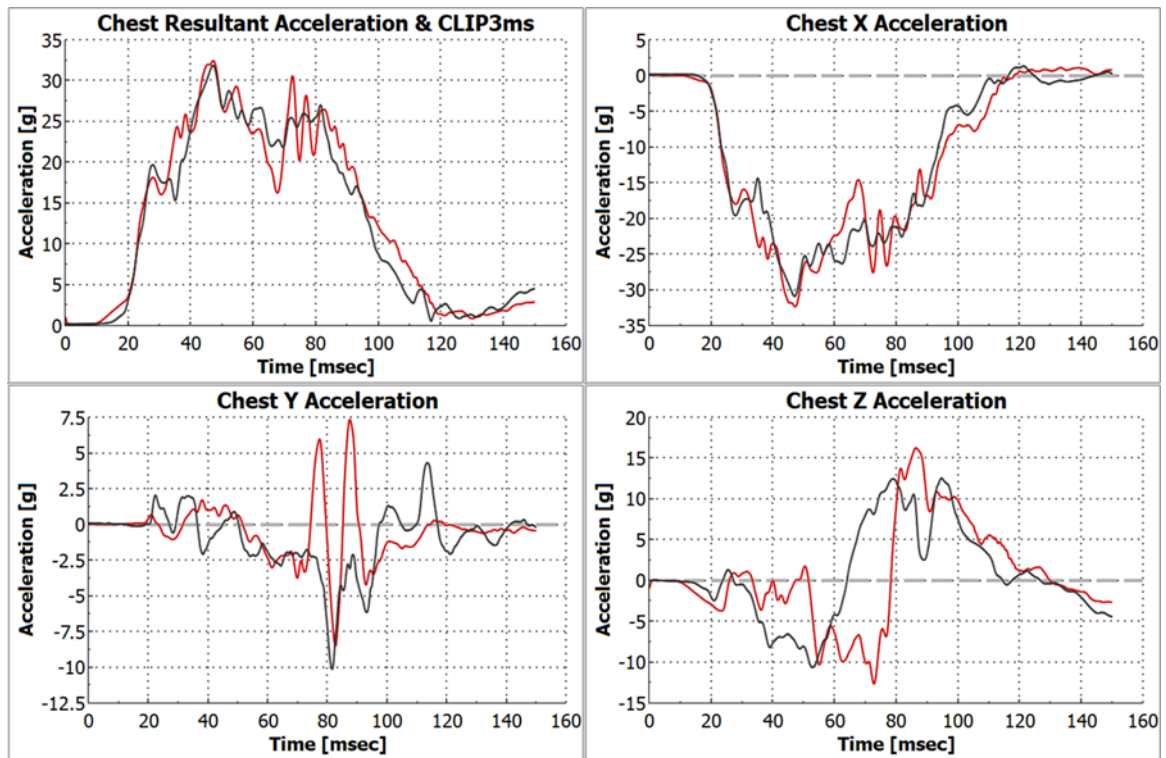 Chest Resultant Acceleration & CLIP3ms
35
30
25
20
15
10
5
0
Acceleration [g]
0 20 40 60 80 100 120 140 160
Time [msec]
Chest X Acceleration
5
0
-5
-10
-15
-20
-25
-30
-35
Acceleration [g]
0 20 40 60 80 100 120 140 160
Time [msec]
Chest Y Acceleration
7.5
5
2.5
0
-2.5
-5
-7.5
-10
-12.5
Acceleration [g]
0 20 40 60 80 100 120 140 160
Time [msec]
Chest Z Acceleration
20
15
10
5
0
-5
-10
-15
Acceleration [g]
0 20 40 60 80 100 120 140 160
Time [msec]